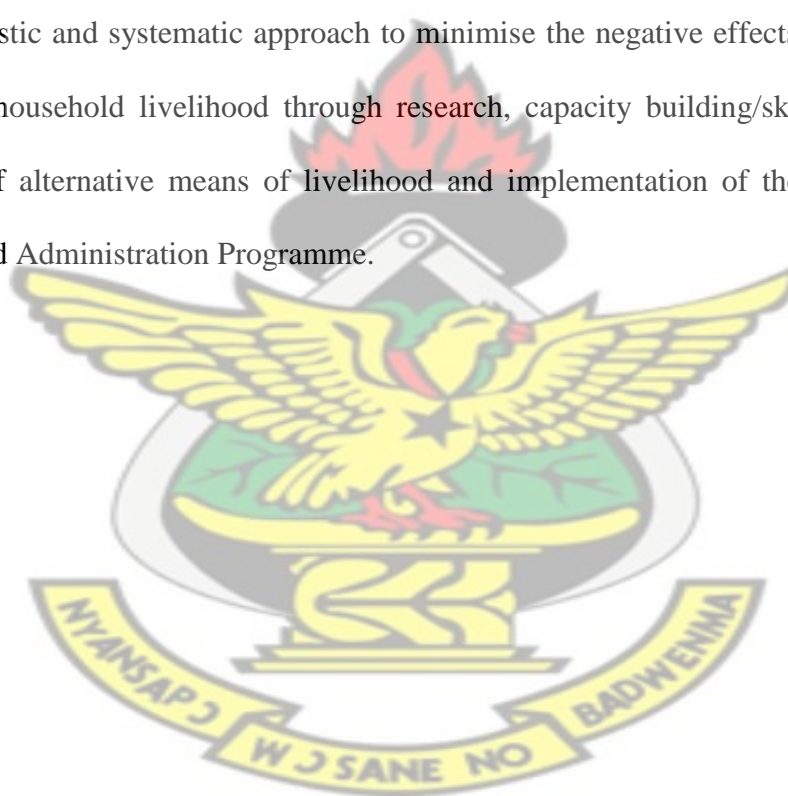 stic and systematic approach to minimise the negative effects
household livelihood through research, capacity building/sk
f alternative means of livelihood and implementation of the
d Administration Programme.
NYANSAPƆ WƆSANE NO BADWENMA